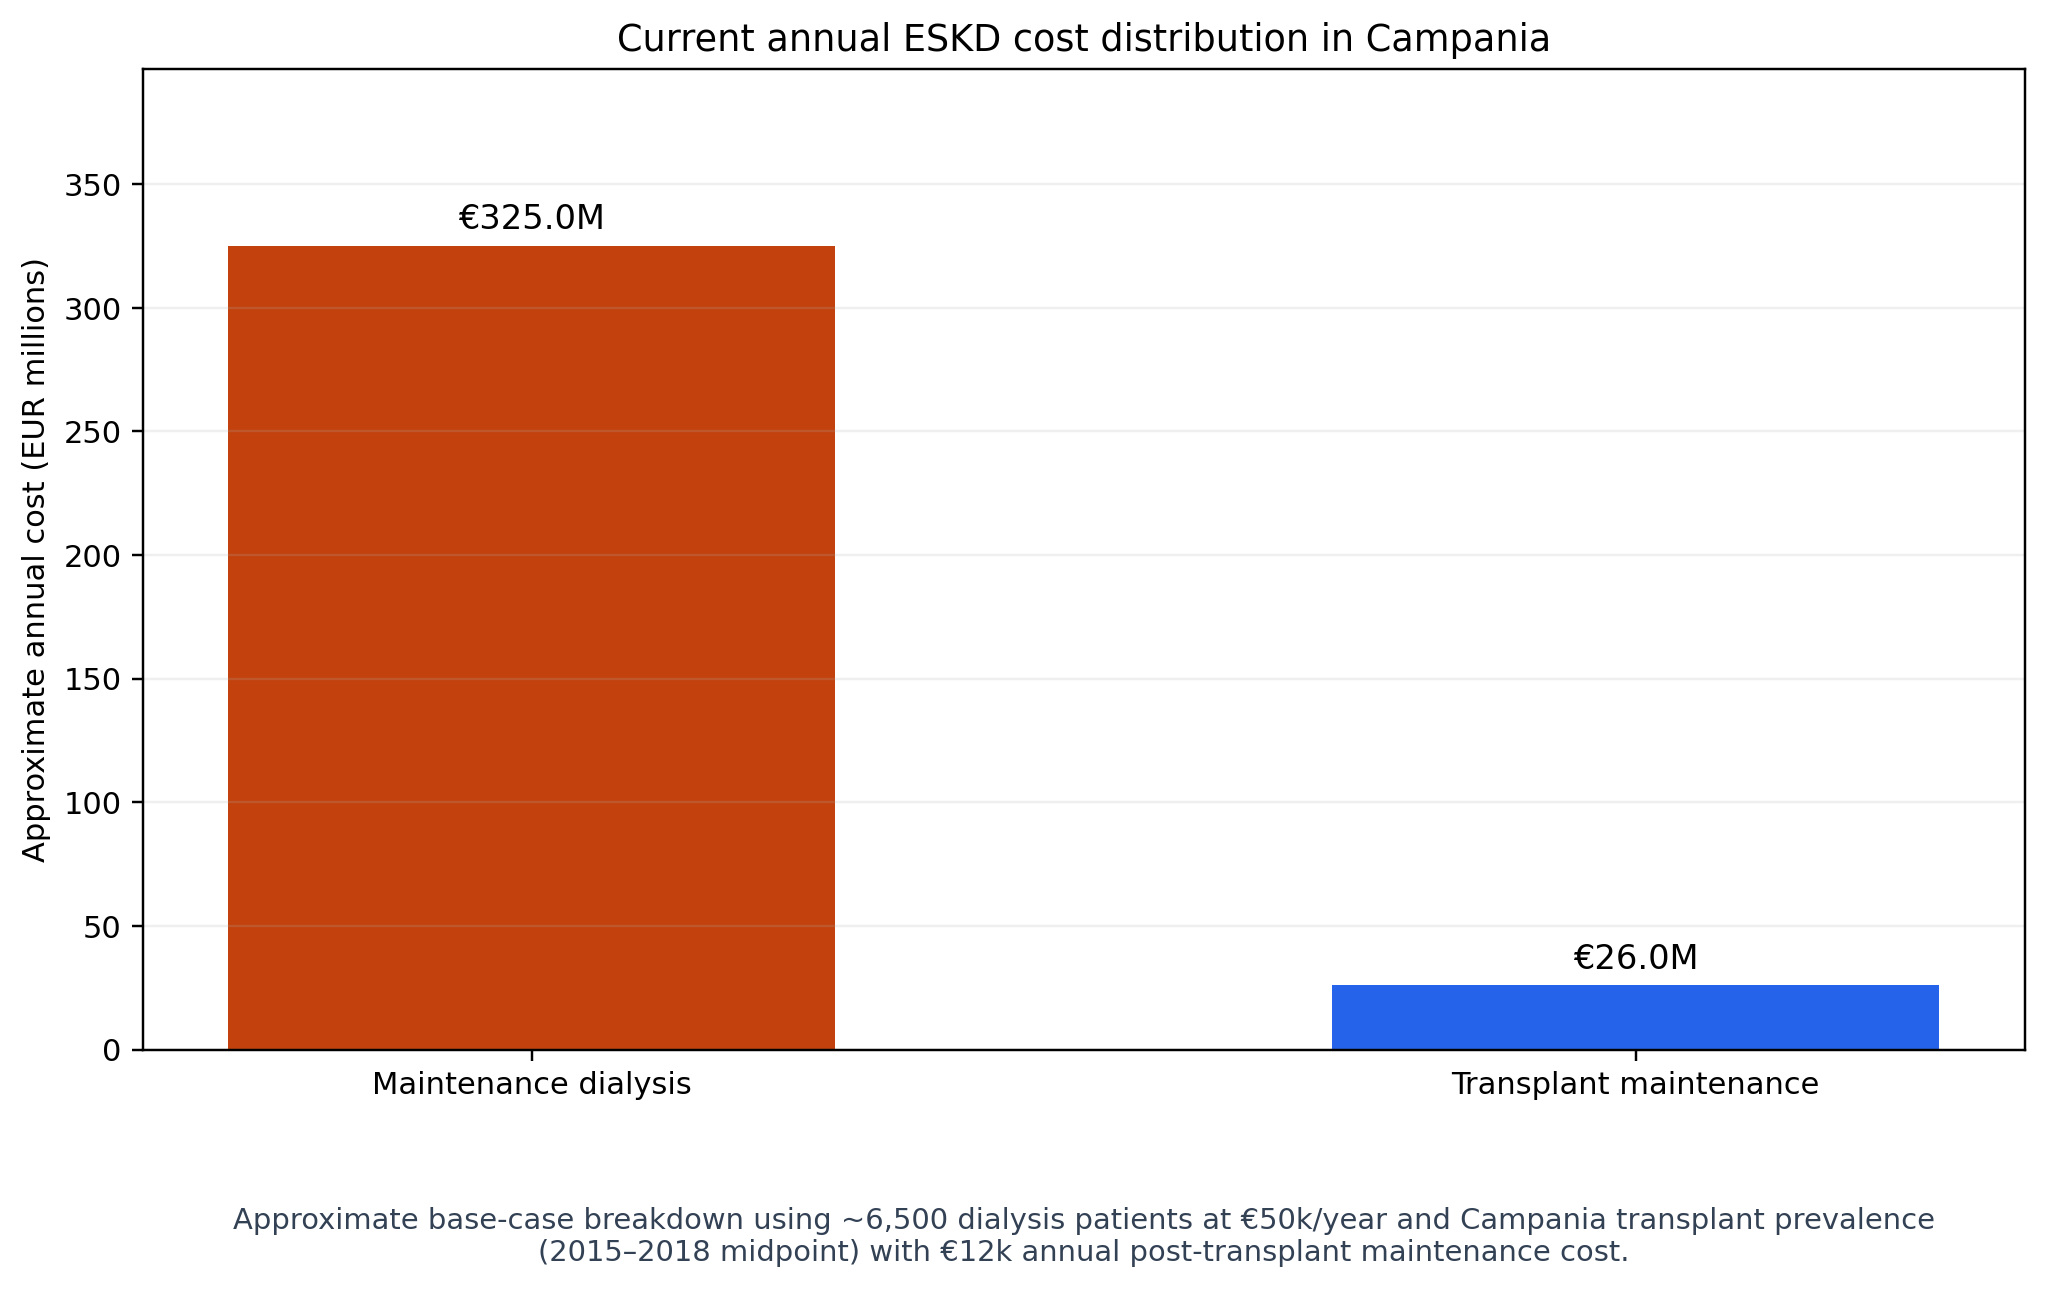 Current annual ESKD cost distribution in Campania
Approximate annual cost (EUR millions)
350
300
250
200
150
100
50
0
€325.0M
€26.0M
Maintenance dialysis
Transplant maintenance
Approximate base-case breakdown using ~6,500 dialysis patients at €50k/year and Campania transplant prevalence
(2015–2018 midpoint) with €12k annual post-transplant maintenance cost.